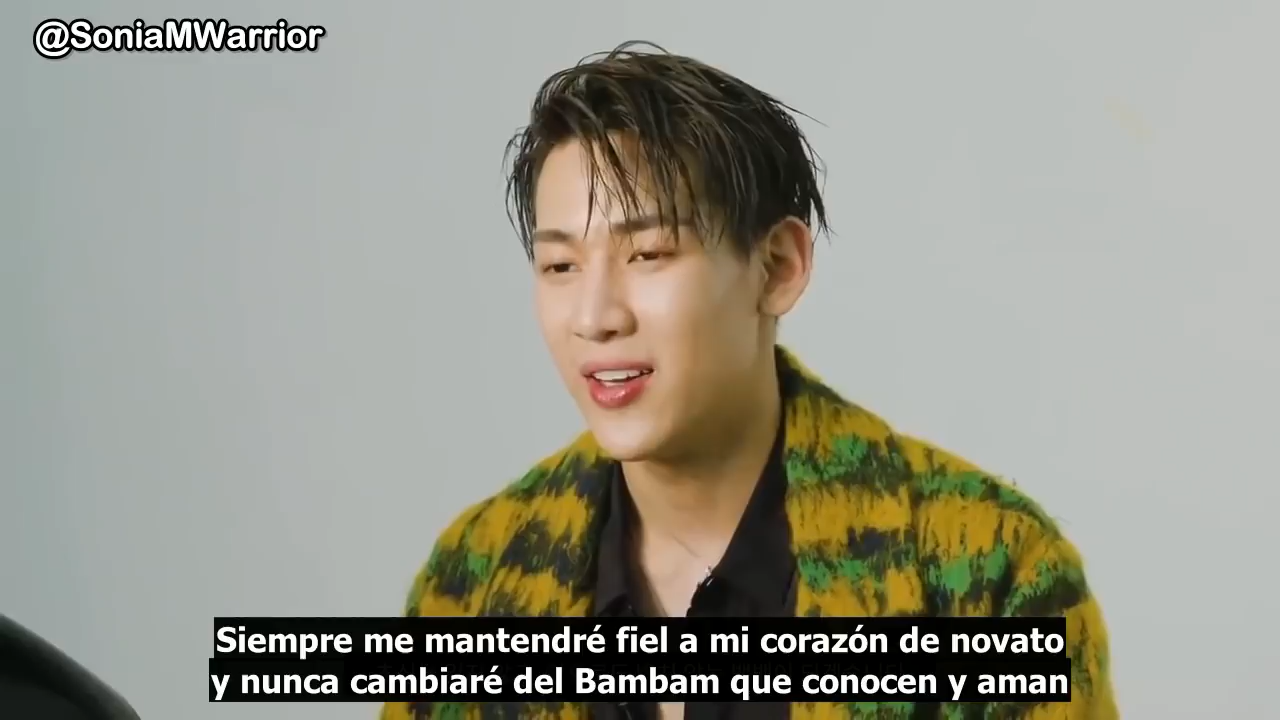 @SoniaMWarrior
Siempre me mantendré fiel a mi corazón de novato
y nunca cambiaré del Bambam que conocen y aman